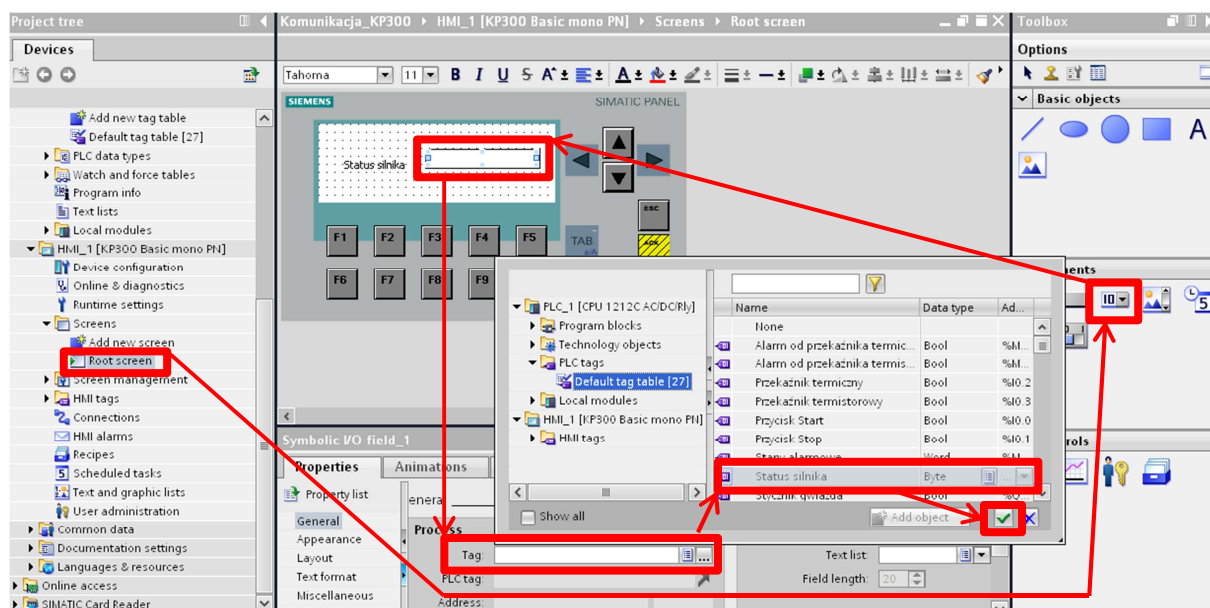 Project tree
Devices
Add new tag table
Default tag table [27]
PLC data types
Watch and force tables
Program info
Text lists
Local modules
HMI_1 [KP300 Basic mono PN]
Device configuration
Online & diagnostics
Runtime settings
Screens
Add new screen
Root screen
Screen management
HMI tags
Connections
HMI alarms
Recipes
Scheduled tasks
Text and graphic lists
User administration
Common data
Documentation settings
Languages & resources
Online access
SIMATIC Card Reader
Komunikacja_KP300 HMI_1 [KP300 Basic mono PN] Screens Root screen
Tahoma 11 B I U S A A
SIEMENS SIMATIC PANEL
Status silnika
ESC
F1 F2 F3 F4 F5 TAB ACK
F6 F7 F8 F9
PLC_1 [CPU 1212C AC/DC/Rly]
Program blocks
Technology objects
PLC tags
Default tag table [27]
Local modules
HMI_1 [KP300 Basic mono PN]
HMI tags
Show all
Name Data type Ad...
None
Alarm od przekaźnika termic... Bool %M...
Alarm od przekaźnika termis... Bool %M...
Przekaźnik termiczny Bool %I0.2
Przekaźnik termistorowy Bool %I0.3
Przycisk Start Bool %I0.0
Przycisk Stop Bool %I0.1
Stany alarmowe Word %M...
Status silnika Byte ...
Stycznik gwiazda Bool %Q...
Add object
Symbolic I/O field_1
Properties Animations
Property list
General
Appearance
Layout
Text format
Miscellaneous
Process
Tag: ...
PLC tag:
Address:
Text list:
Field length: 20
Toolbox
Options
Basic objects
A
10
5